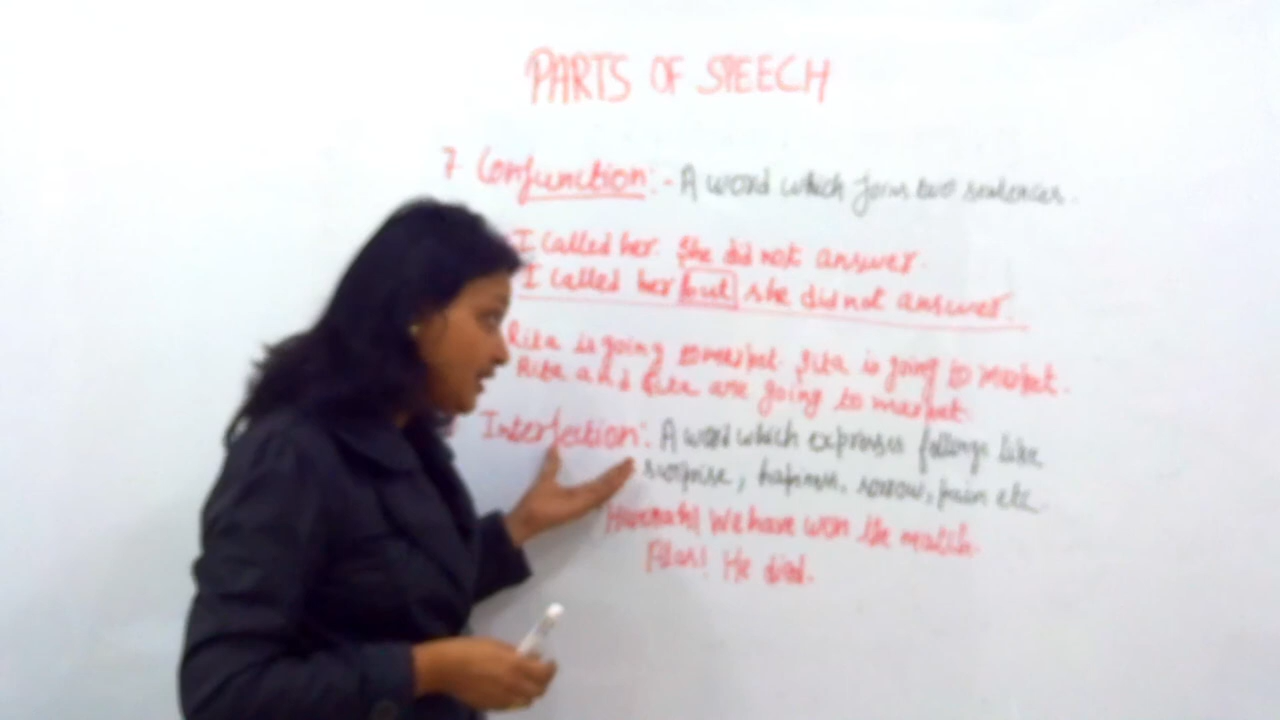 PARTS OF SPEECH
7 Conjunction:- A word which join two sentences.
I called her. She did not answer.
I called her but she did not answer.
Rita is going to market. Gita is going to market.
Rita and Gita are going to market.
Interjection:- A word which expresses feelings like
surprise, hapiness, sorrow, pain etc.
Hurrah! We have won the match.
Alas! He died.